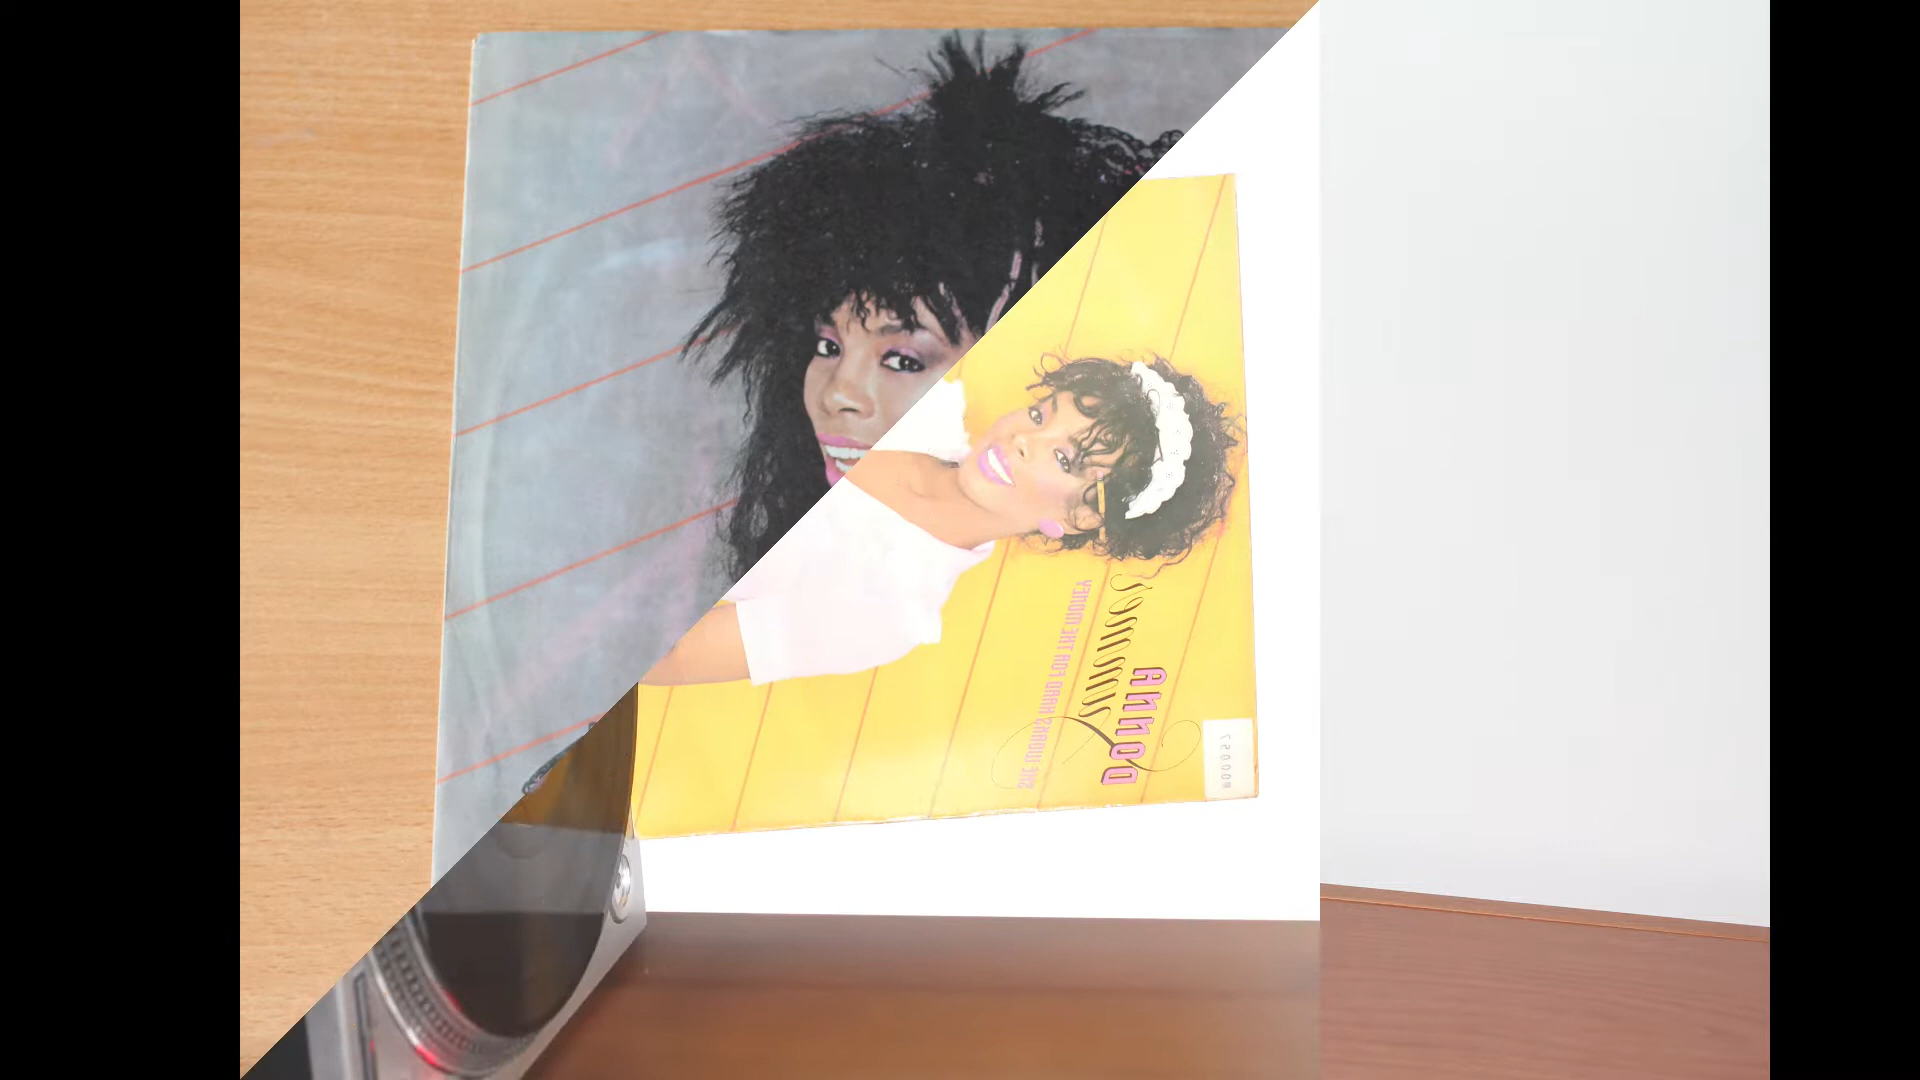 DONNA
Summer
SHE WORKS HARD FOR THE MONEY